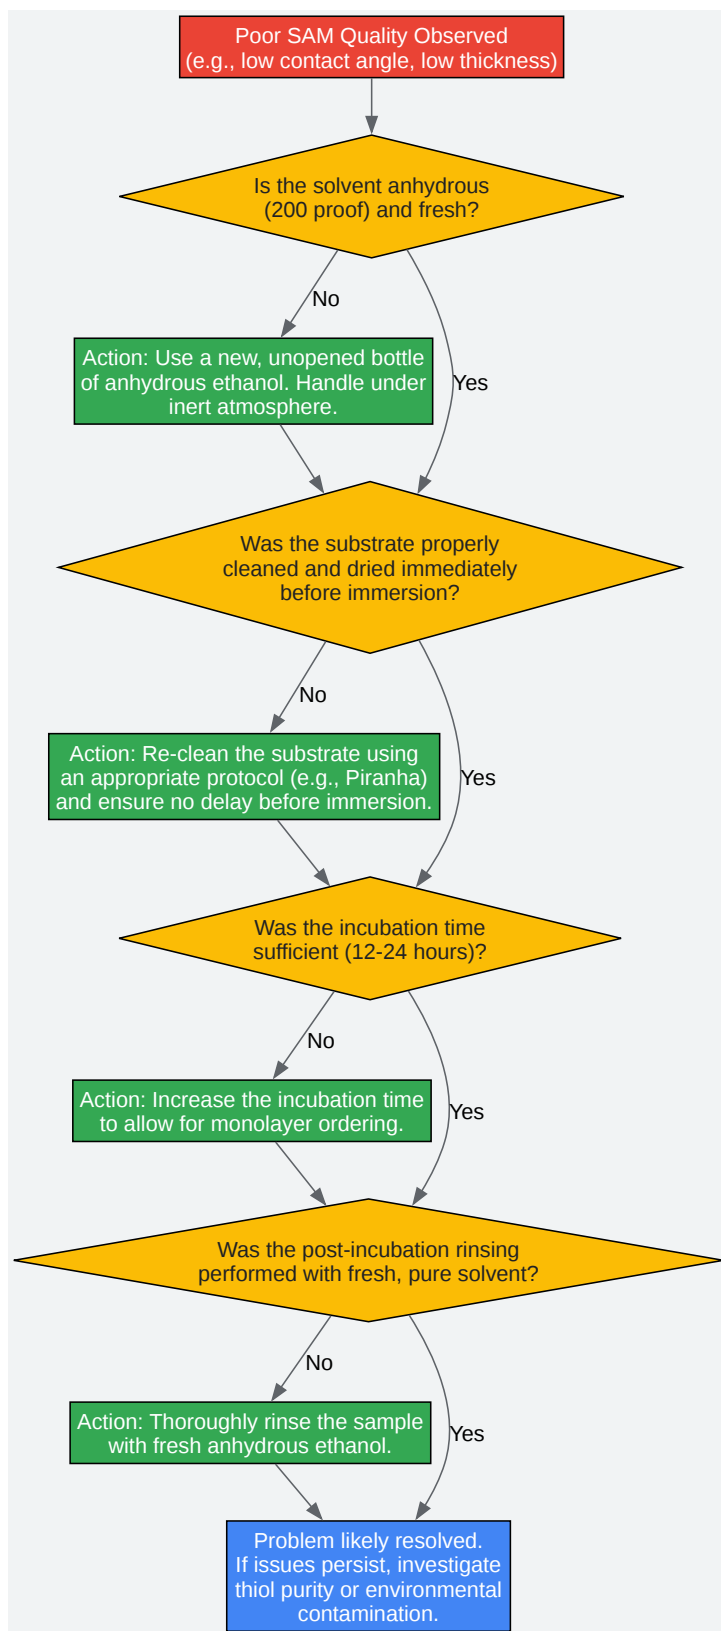 Poor SAM Quality Observed
(e.g., low contact angle, low thickness)
Is the solvent anhydrous
(200 proof) and fresh?
No
Action: Use a new, unopened bottle
of anhydrous ethanol. Handle under
inert atmosphere.
Yes
Was the substrate properly
cleaned and dried immediately
before immersion?
No
Action: Re-clean the substrate using
an appropriate protocol (e.g., Piranha)
and ensure no delay before immersion.
Yes
Was the incubation time
sufficient (12-24 hours)?
No
Action: Increase the incubation time
to allow for monolayer ordering.
Yes
Was the post-incubation rinsing
performed with fresh, pure solvent?
No
Action: Thoroughly rinse the sample
with fresh anhydrous ethanol.
Yes
Problem likely resolved.
If issues persist, investigate
thiol purity or environmental
contamination.